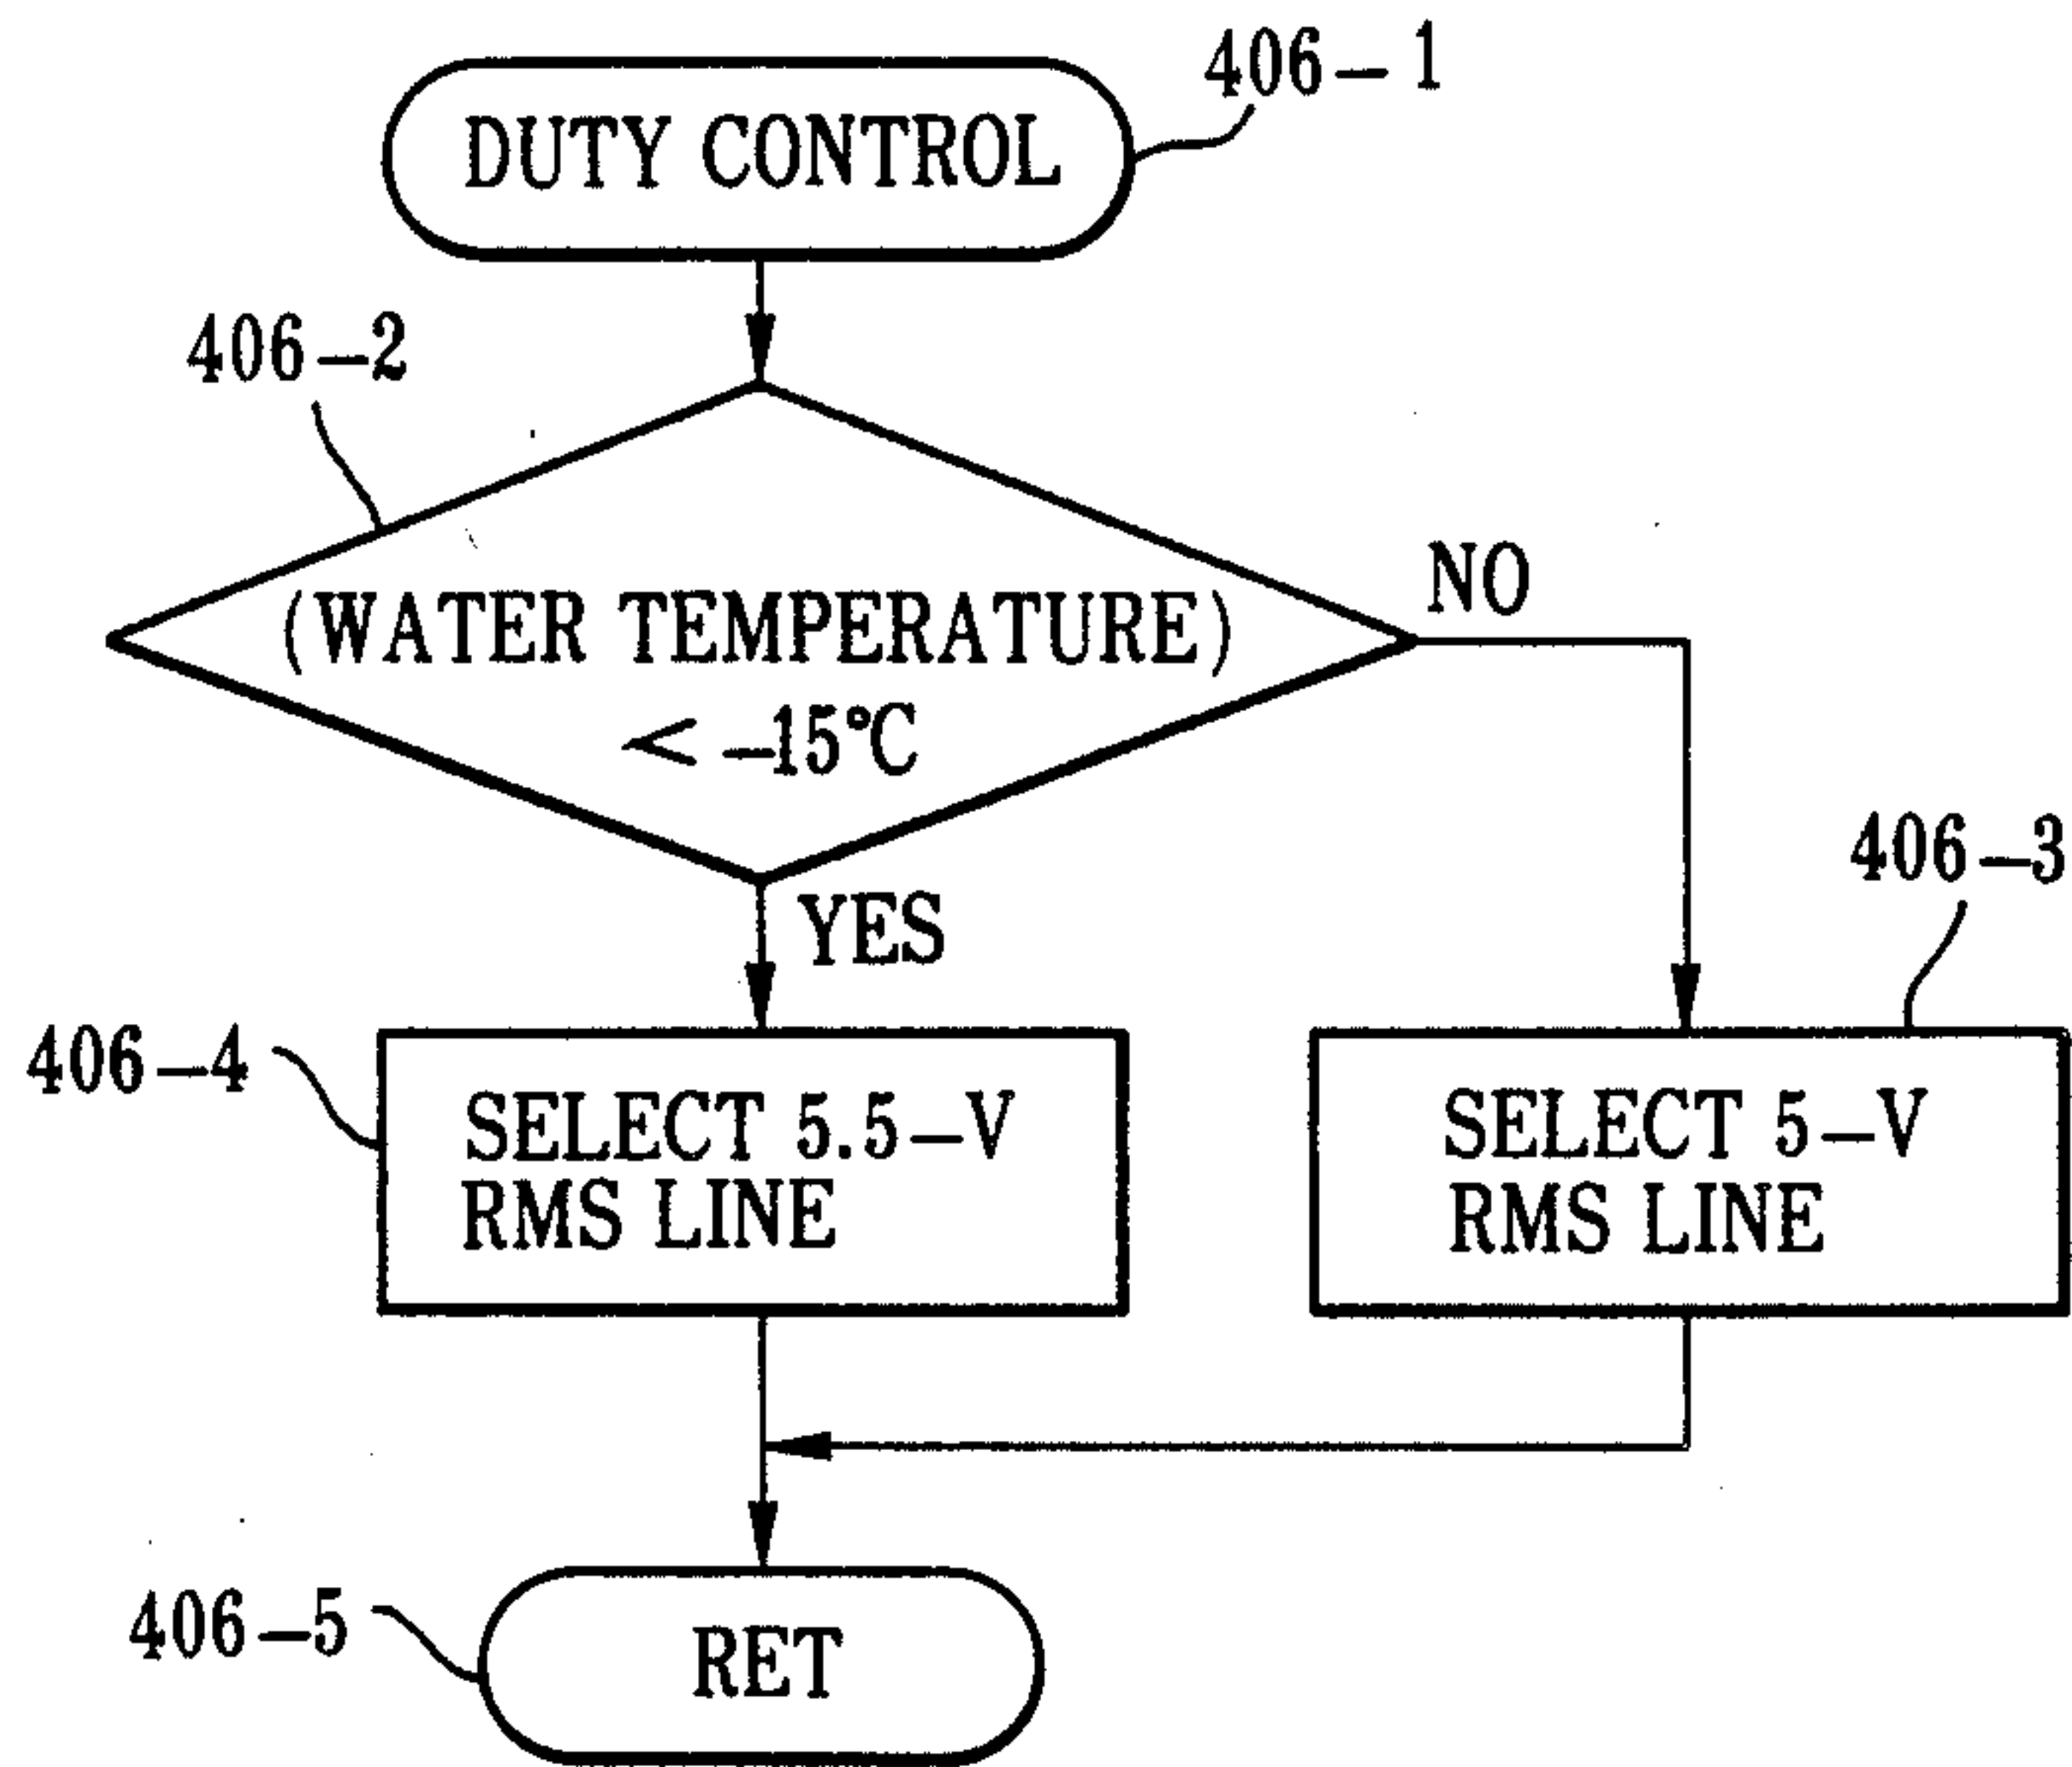 406-1
DUTY CONTROL
406-2
(WATER TEMPERATURE)
< -15℃
NO
YES
406-3
406-4
SELECT 5.5-V
RMS LINE
SELECT 5-V
RMS LINE
406-5
RET